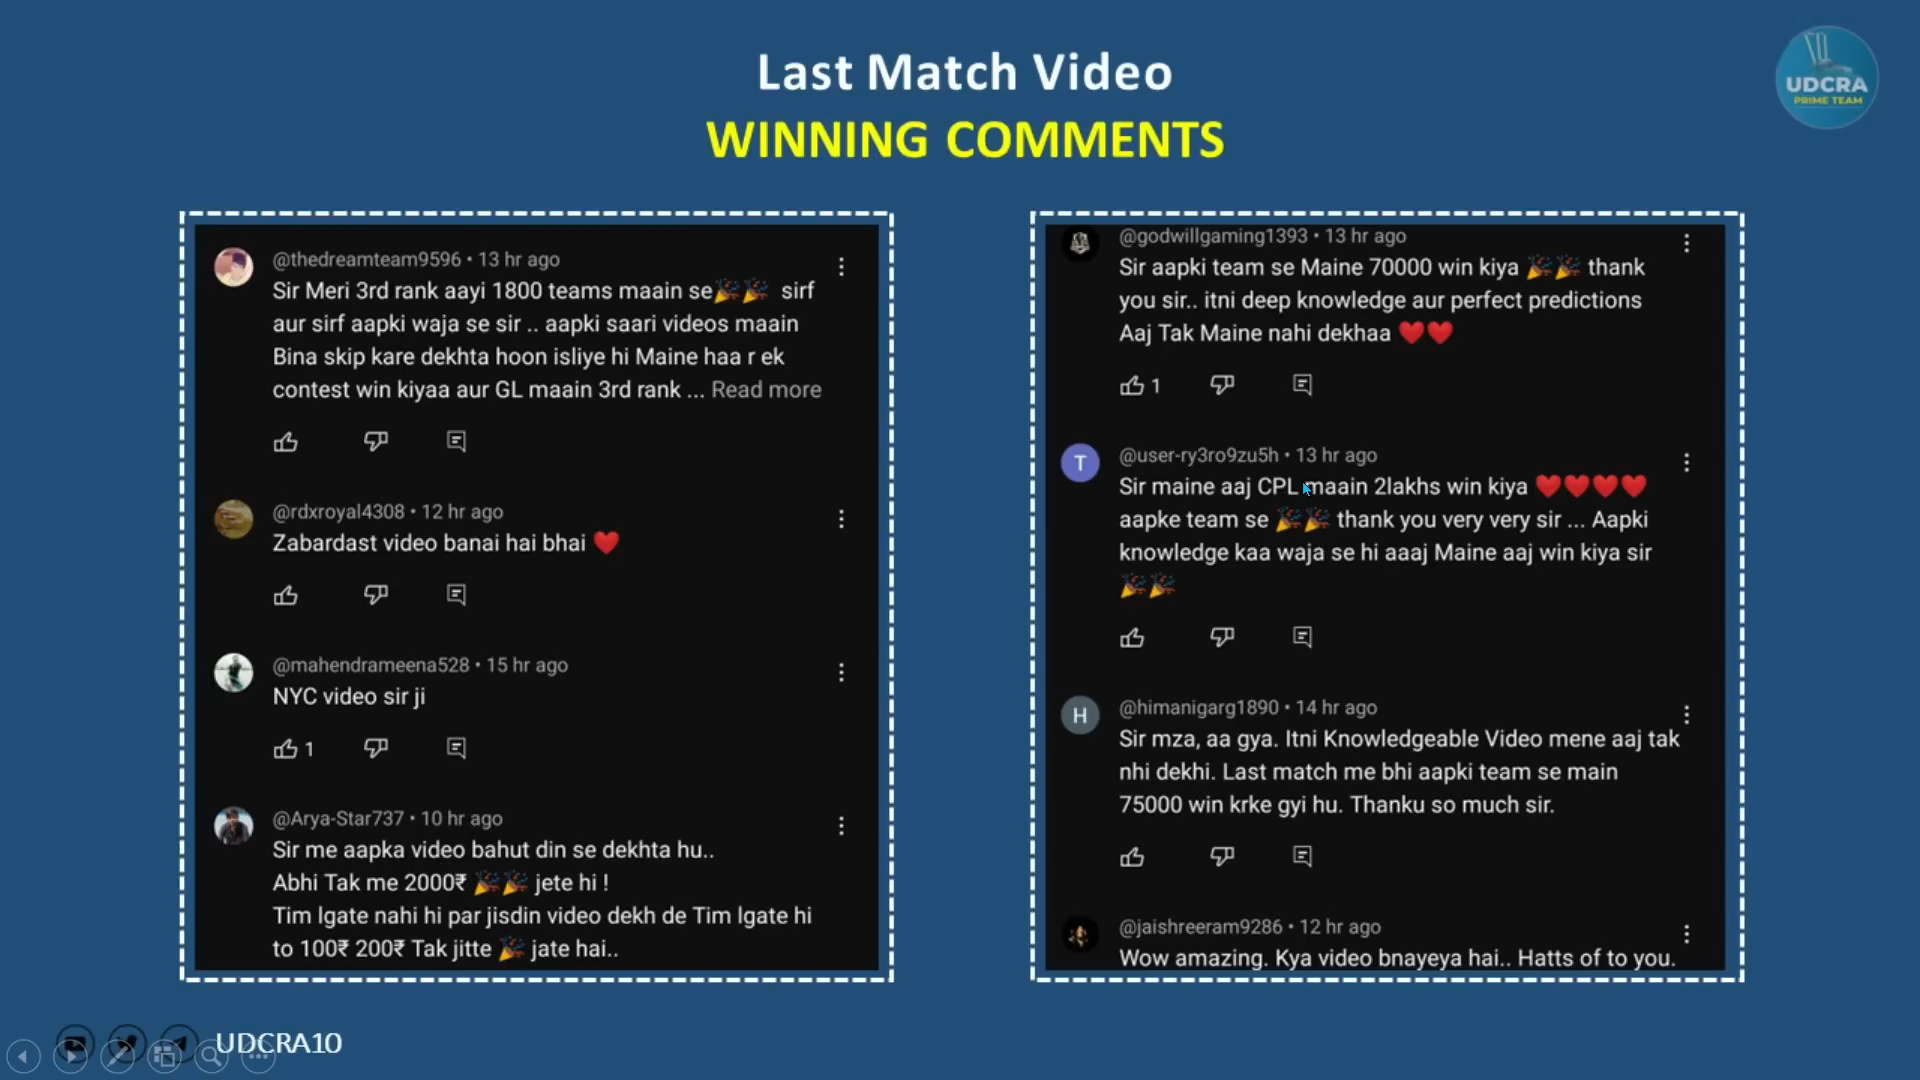 Last Match Video
WINNING COMMENTS
UDCRA
PRIME TEAM
@thedreamteam9596 • 13 hr ago
Sir Meri 3rd rank aayi 1800 teams maain se🎉🎉 sirf
aur sirf aapki waja se sir .. aapki saari videos maain
Bina skip kare dekhta hoon isliye hi Maine haa r ek
contest win kiyaa aur GL maain 3rd rank ... Read more
@rdxroyal4308 • 12 hr ago
Zabardast video banai hai bhai ❤️
@mahendrameena528 • 15 hr ago
NYC video sir ji
1
@Arya-Star737 • 10 hr ago
Sir me aapka video bahut din se dekhta hu..
Abhi Tak me 2000₹ 🎉🎉 jete hi !
Tim lgate nahi hi par jisdin video dekh de Tim lgate hi
to 100₹ 200₹ Tak jitte 🎉 jate hai..
@godwillgaming1393 • 13 hr ago
Sir aapki team se Maine 70000 win kiya 🎉🎉 thank
you sir.. itni deep knowledge aur perfect predictions
Aaj Tak Maine nahi dekhaa ❤️❤️
1
T
@user-ry3ro9zu5h • 13 hr ago
Sir maine aaj CPL maain 2lakhs win kiya ❤️❤️❤️❤️
aapke team se 🎉🎉 thank you very very sir ... Aapki
knowledge kaa waja se hi aaaj Maine aaj win kiya sir
🎉🎉
H
@himanigarg1890 • 14 hr ago
Sir mza, aa gya. Itni Knowledgeable Video mene aaj tak
nhi dekhi. Last match me bhi aapki team se main
75000 win krke gyi hu. Thanku so much sir.
@jaishreeram9286 • 12 hr ago
Wow amazing. Kya video bnayeya hai.. Hatts of to you.
UDCRA10